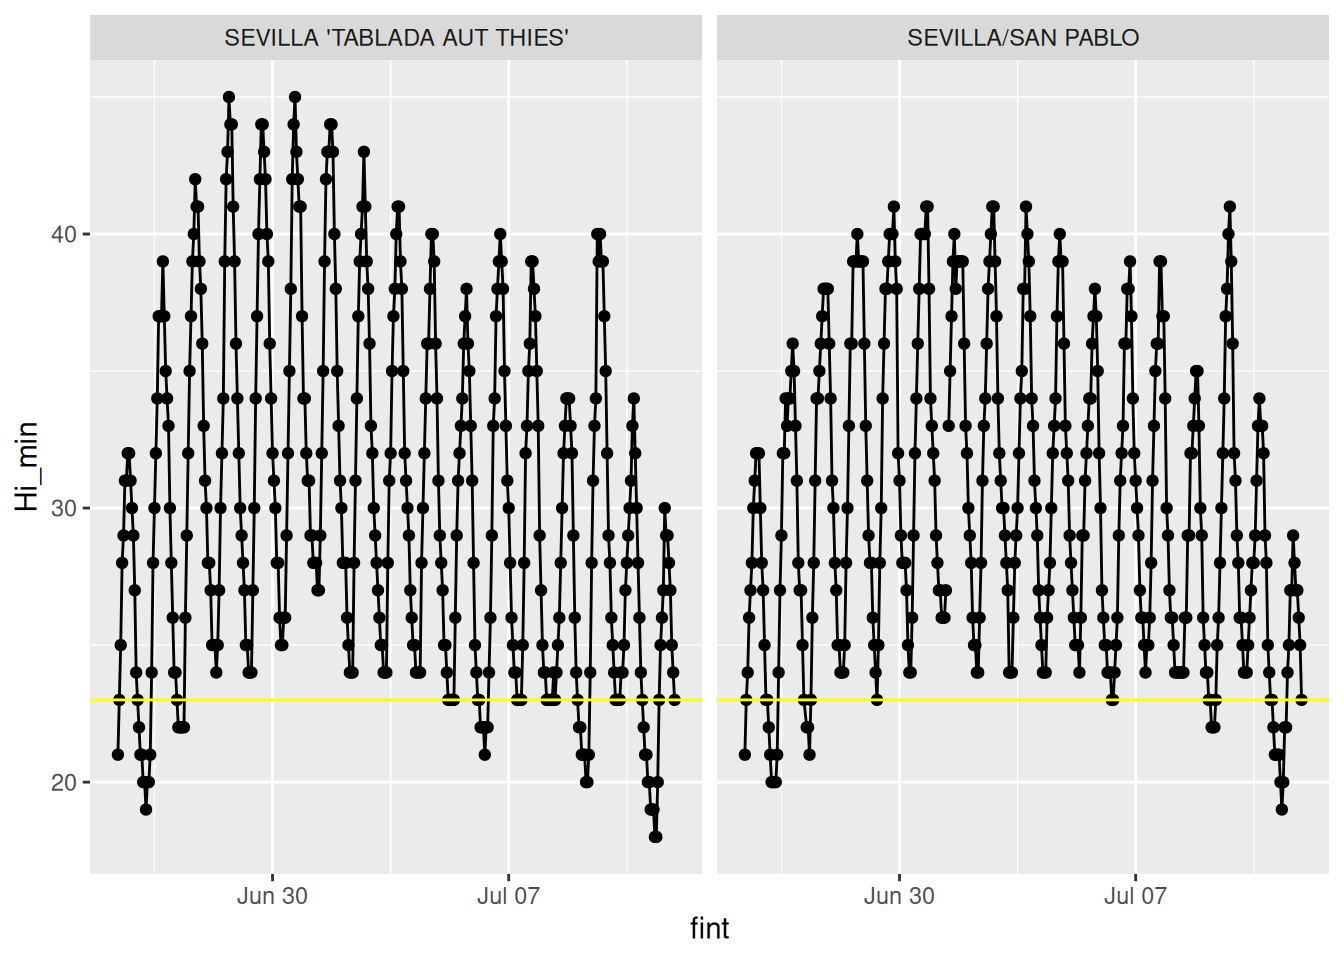 SEVILLA 'TABLADA AUT THIES'
SEVILLA/SAN PABLO
Hi_min
40
30
20
Jun 30
Jul 07
Jun 30
Jul 07
fint